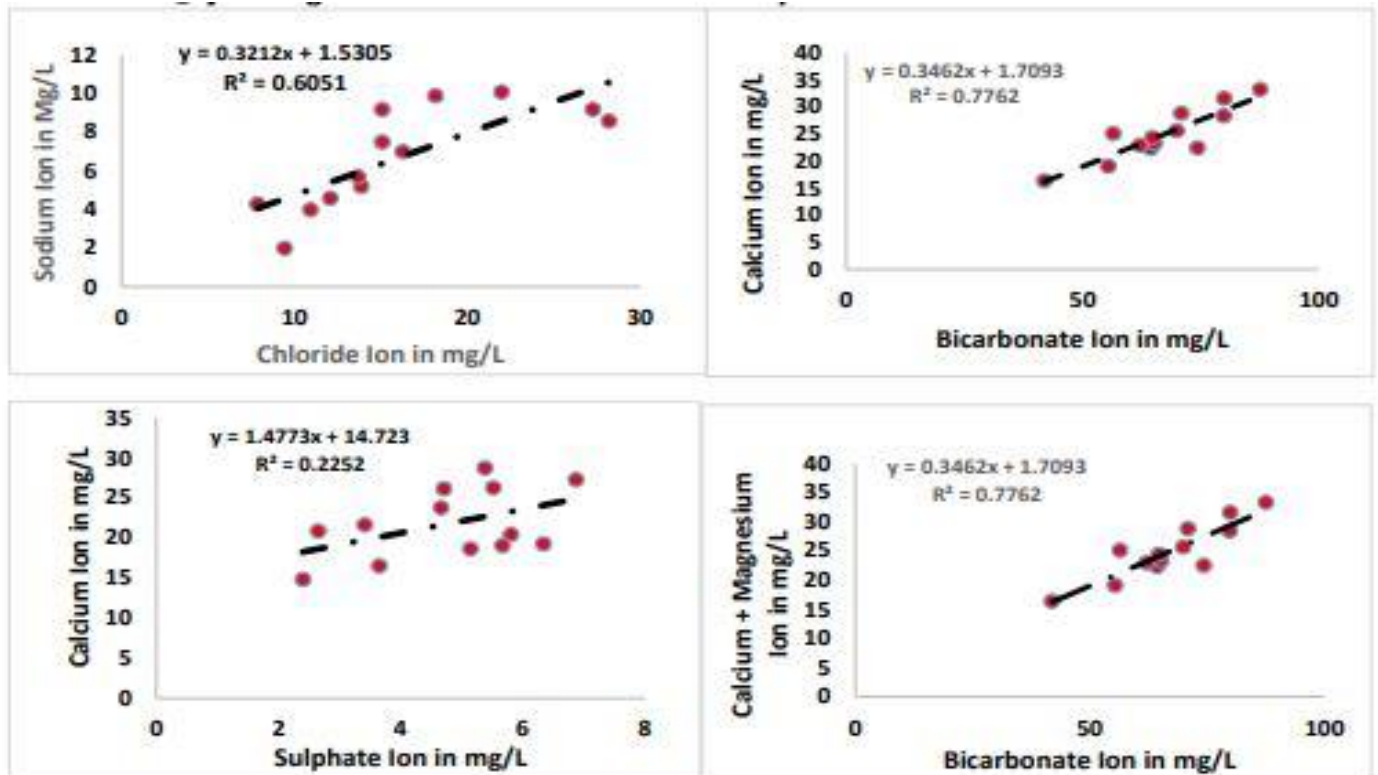 y = 0.3212x + 1.5305
R² = 0.6051
12
10
8
6
4
2
0
0 10 20 30
Sodium Ion in Mg/L
Chloride Ion in mg/L
y = 0.3462x + 1.7093
R² = 0.7762
40
35
30
25
20
15
10
5
0
0 50 100
Calcium Ion in mg/L
Bicarbonate Ion in mg/L
y = 1.4773x + 14.723
R² = 0.2252
35
30
25
20
15
10
5
0
0 2 4 6 8
Calcium Ion in mg/L
Sulphate Ion in mg/L
y = 0.3462x + 1.7093
R² = 0.7762
40
35
30
25
20
15
10
5
0
0 50 100
Calcium + Magnesium
Ion in mg/L
Bicarbonate Ion in mg/L